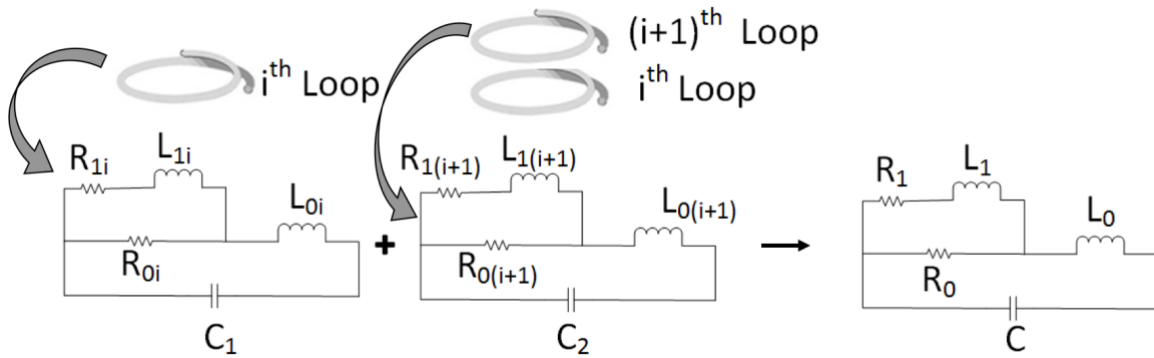 (i+1)th Loop
ith Loop
ith Loop
R1i
L1i
L0i
R0i
C1
+
R1(i+1)
L1(i+1)
L0(i+1)
R0(i+1)
C2
R1
L1
L0
R0
C